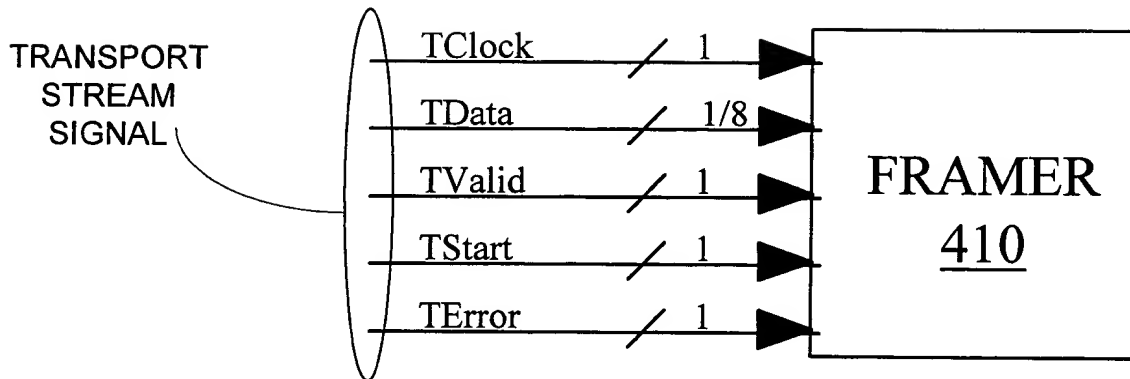 TRANSPORT
STREAM
SIGNAL
TClock 1
TData 1/8
TValid 1
TStart 1
TError 1
FRAMER
410